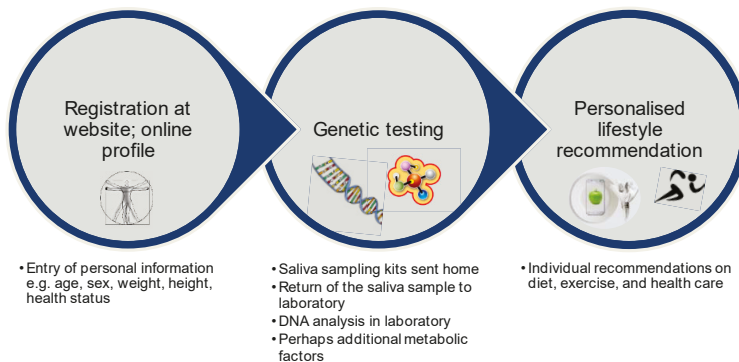 Registration at
website; online
profile
Genetic testing
Personalised
lifestyle
recommendation
• Entry of personal information
e.g. age, sex, weight, height,
health status
• Saliva sampling kits sent home
• Return of the saliva sample to
laboratory
• DNA analysis in laboratory
• Perhaps additional metabolic
factors
• Individual recommendations on
diet, exercise, and health care